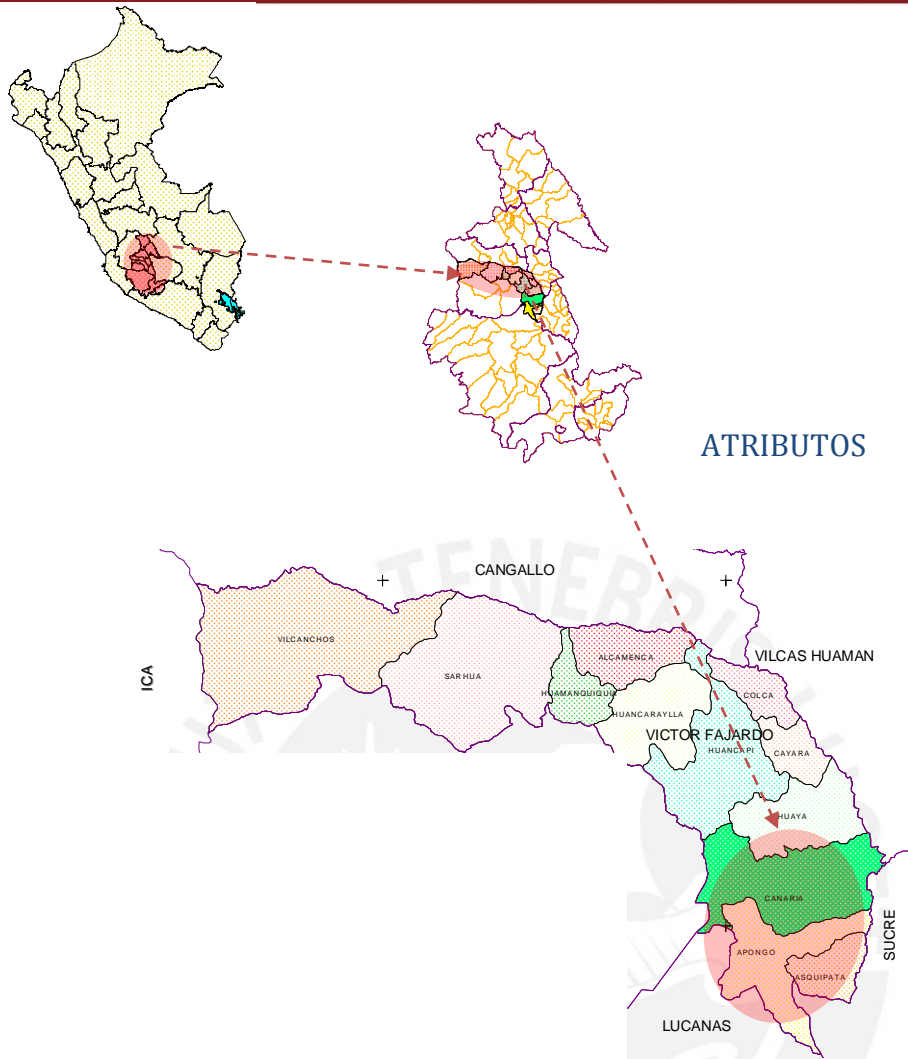 ATRIBUTOS
TENEBRIS
CANGALLO
VILCANCHOS
ALCAMENCA
VILCAS HUAMAN
ICA
SARHUA
COLCA
HUAMANQUIQUIA
HUANCARAYLLA
VICTOR FAJARDO
HUANCAPI
CAYARA
HUAYA
CANARIA
SUCRE
APONGO
ASQUIPATA
LUCANAS